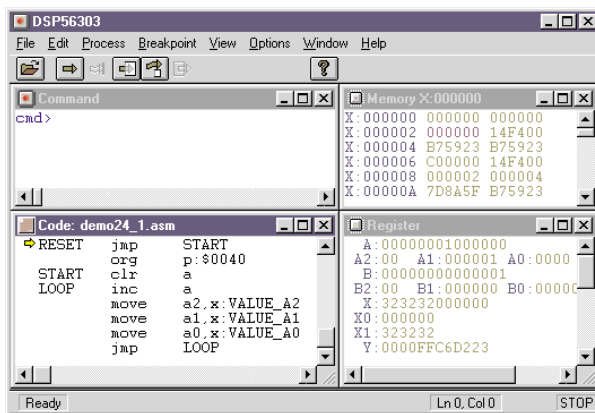 DSP56303
File Edit Process Breakpoint View Options Window Help
Command
cmd>
Memory X:000000
X:000000 000000 000000
X:000002 000000 14F400
X:000004 B75923 B75923
X:000006 C00000 14F400
X:000008 000002 000004
X:00000A 7D8A5F B75923
Code: demo24_1.asm
RESET jmp START
org p:$0040
START clr a
LOOP inc a
move a2,x:VALUE_A2
move a1,x:VALUE_A1
move a0,x:VALUE_A0
jmp LOOP
Register
A:00000001000000
A2:00 A1:000001 A0:0000
B:00000000000001
B2:00 B1:000000 B0:0000
X:323232000000
X0:000000
X1:323232
Y:0000FFC6D223
Ready
Ln 0, Col 0
STOP